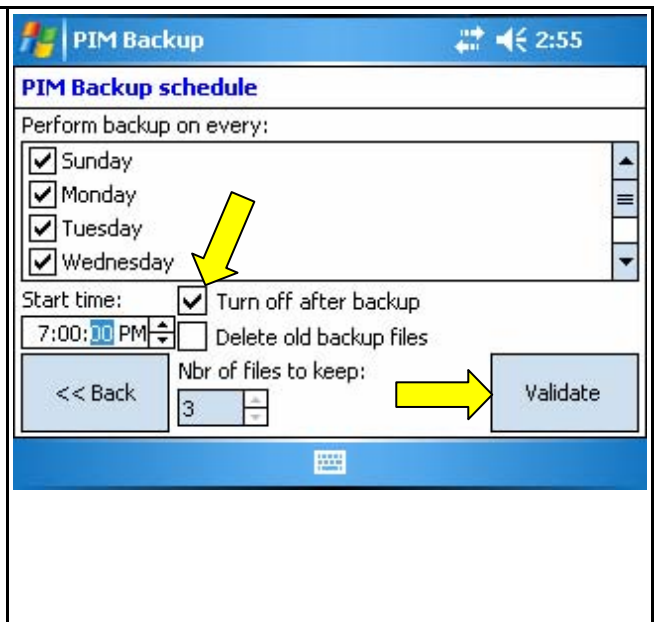 PIM Backup 2:55
PIM Backup schedule
Perform backup on every:
Sunday
Monday
Tuesday
Wednesday
Start time: Turn off after backup
7:00:00 PM Delete old backup files
Nbr of files to keep:
<< Back 3 Validate